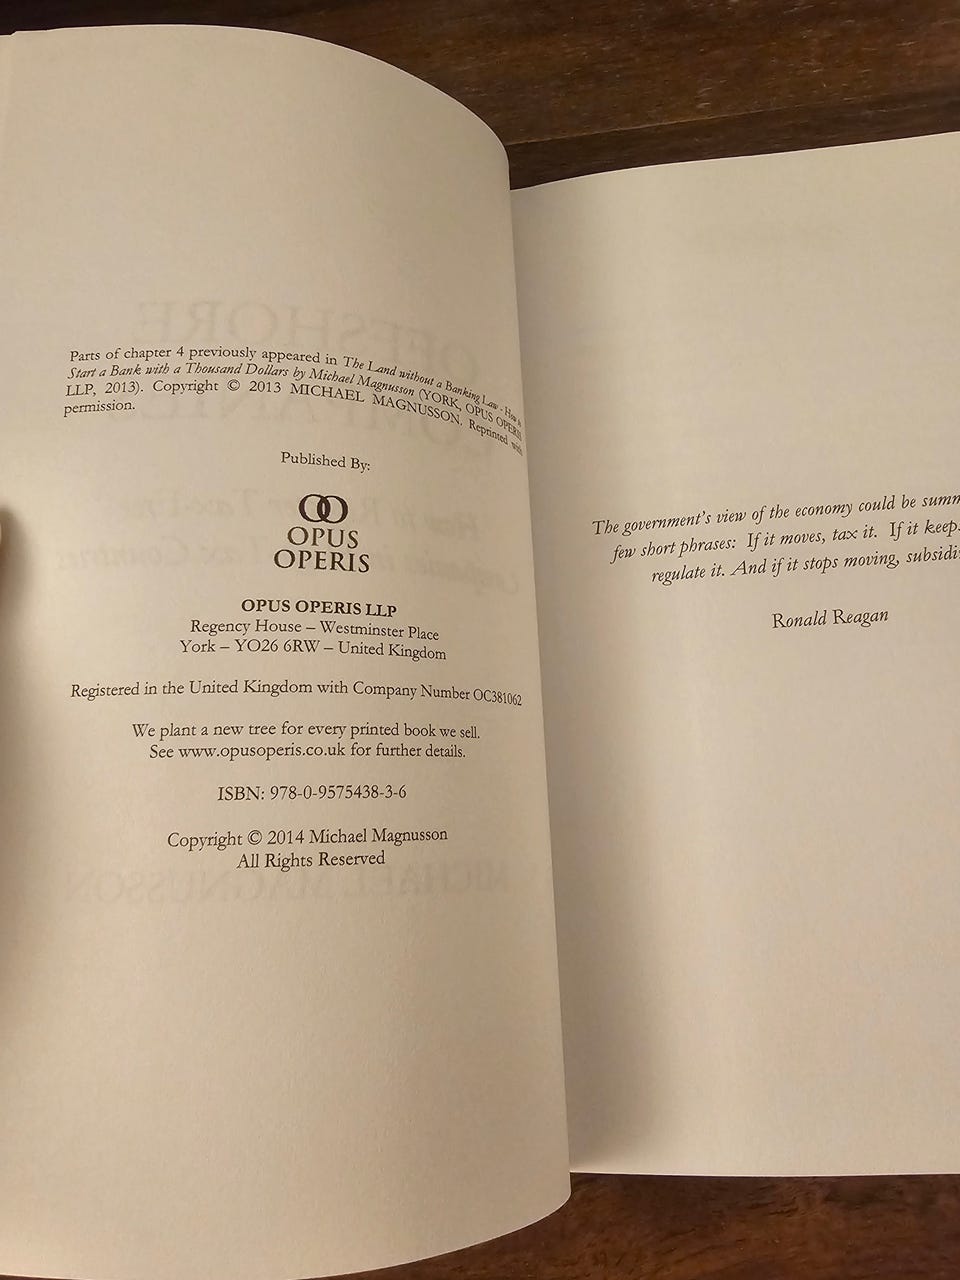 Parts of chapter 4 previously appeared in The Land without a Banking Law - How to
Start a Bank with a Thousand Dollars by Michael Magnusson (YORK, OPUS OPERIS
LLP, 2013). Copyright © 2013 MICHAEL MAGNUSSON. Reprinted with
permission.
Published By:
OPUS
OPERIS
OPUS OPERIS LLP
Regency House – Westminster Place
York – YO26 6RW – United Kingdom
Registered in the United Kingdom with Company Number OC381062
We plant a new tree for every printed book we sell.
See www.opusoperis.co.uk for further details.
ISBN: 978-0-9575438-3-6
Copyright © 2014 Michael Magnusson
All Rights Reserved
The government's view of the economy could be summ
few short phrases: If it moves, tax it. If it keep
regulate it. And if it stops moving, subsidi
Ronald Reagan